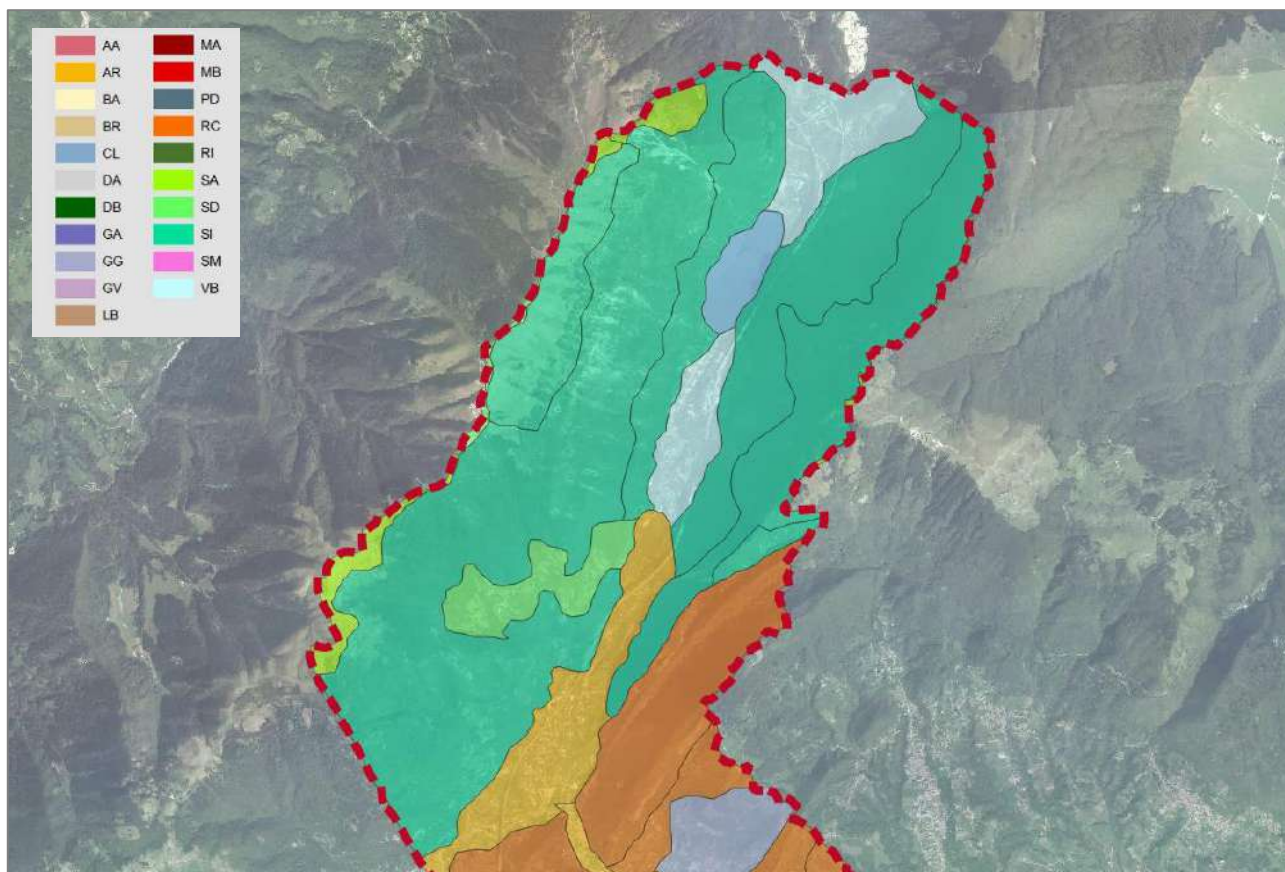 AA MA
AR MB
BA PD
BR RC
CL RI
DA SA
DB SD
GA SI
GG SM
GV VB
LB